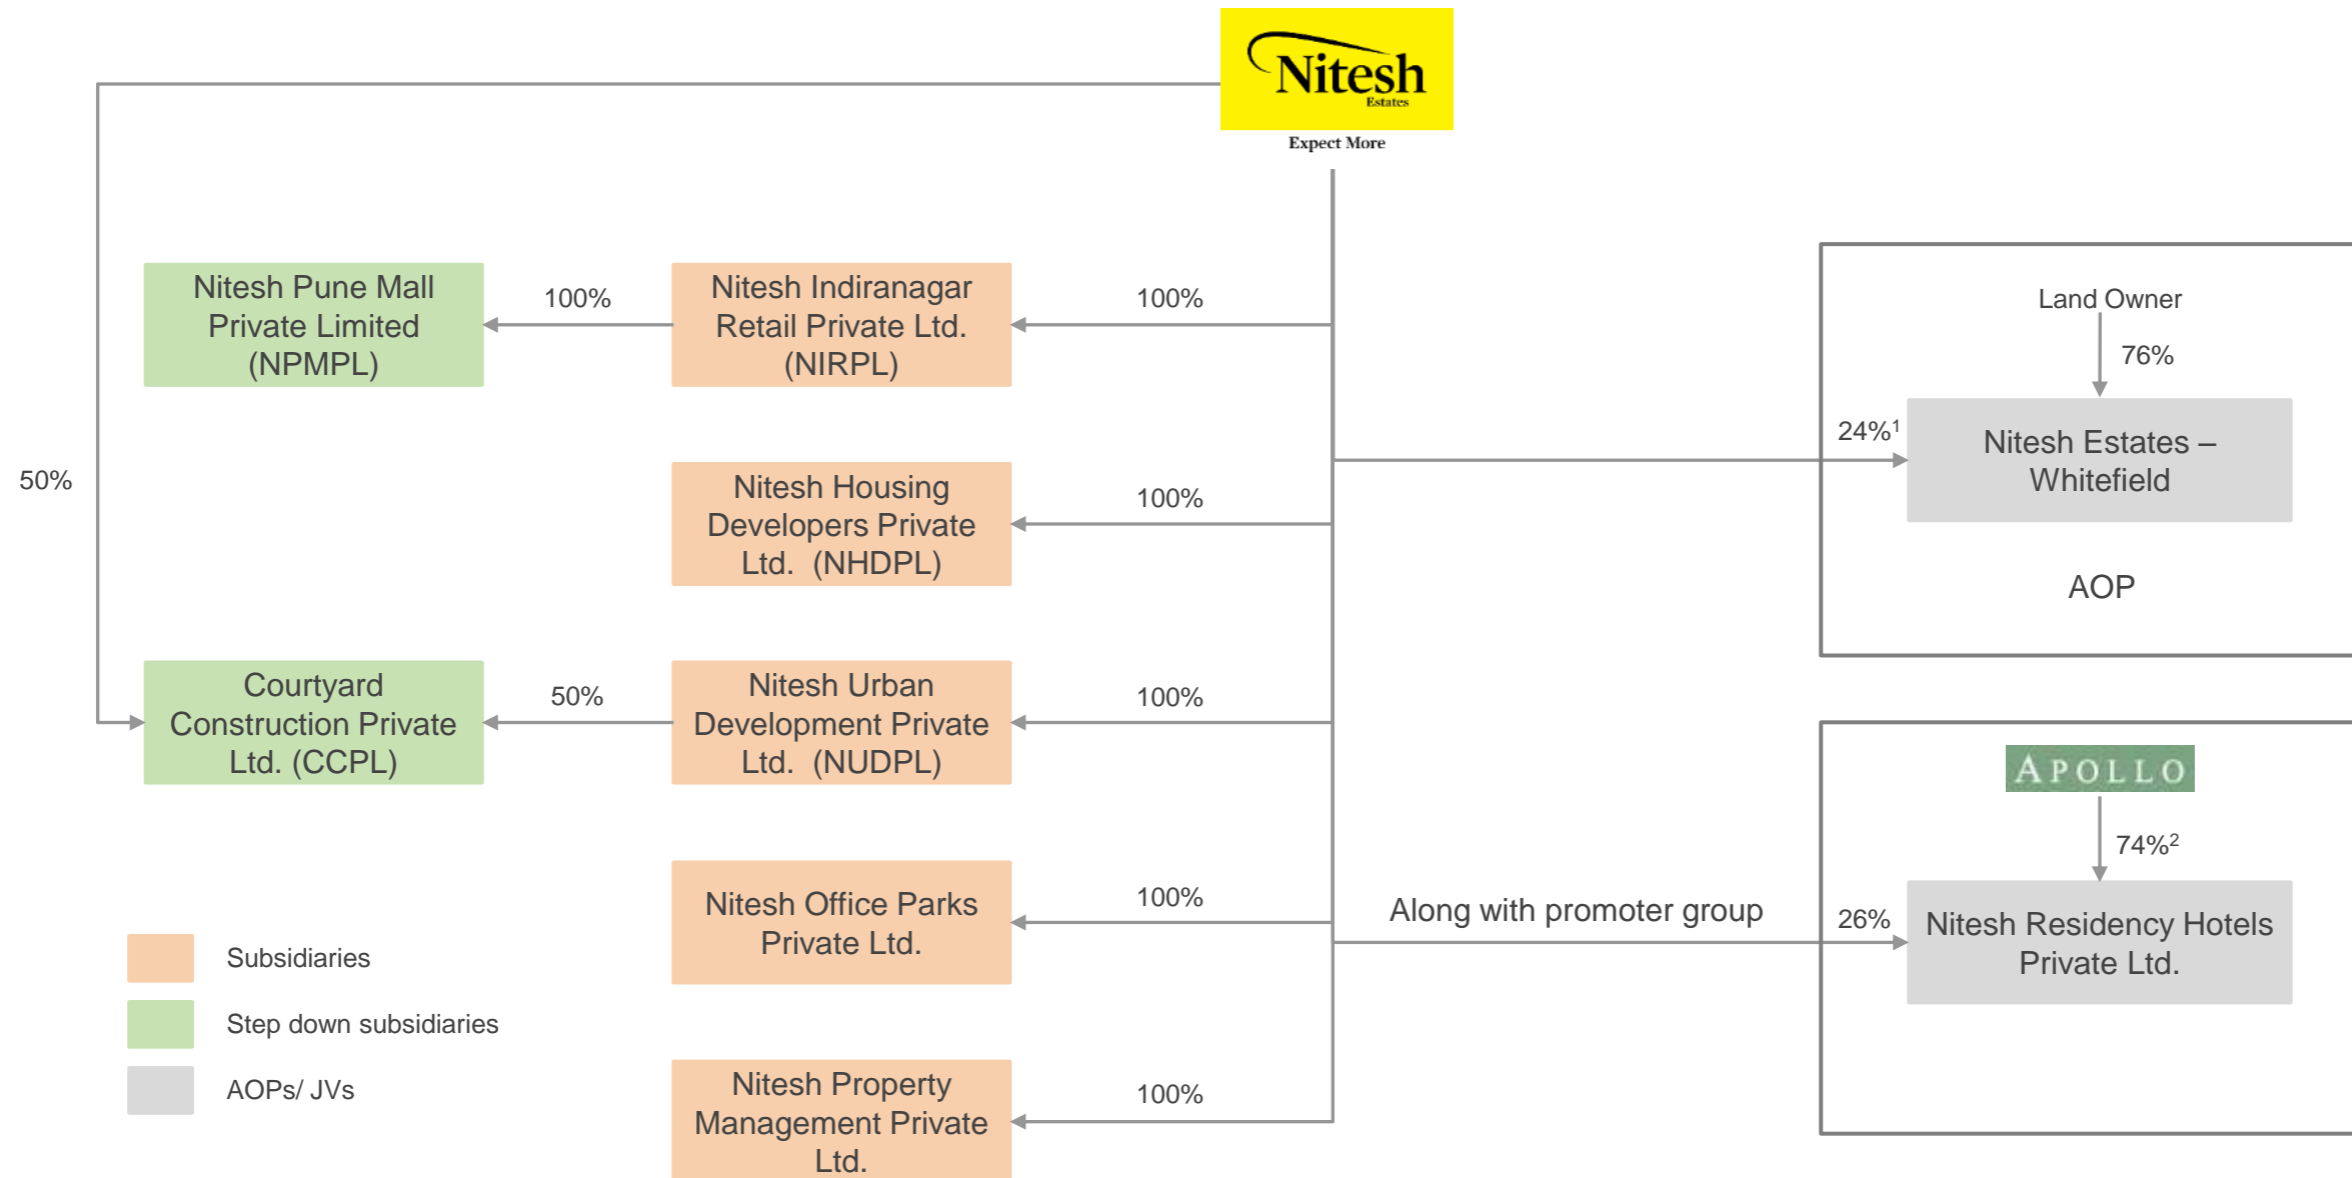 Nitesh
Estates
Expect More
Nitesh Pune Mall
Private Limited
(NPMPL)
100%
Nitesh Indiranagar
Retail Private Ltd.
(NIRPL)
100%
Land Owner
76%
24%1
Nitesh Estates –
Whitefield
AOP
50%
Nitesh Housing
Developers Private
Ltd. (NHDPL)
100%
Courtyard
Construction Private
Ltd. (CCPL)
50%
Nitesh Urban
Development Private
Ltd. (NUDPL)
100%
APOLLO
74%2
Nitesh Office Parks
Private Ltd.
100%
Along with promoter group
26%
Nitesh Residency Hotels
Private Ltd.
Subsidiaries
Step down subsidiaries
AOPs/ JVs
Nitesh Property
Management Private
Ltd.
100%